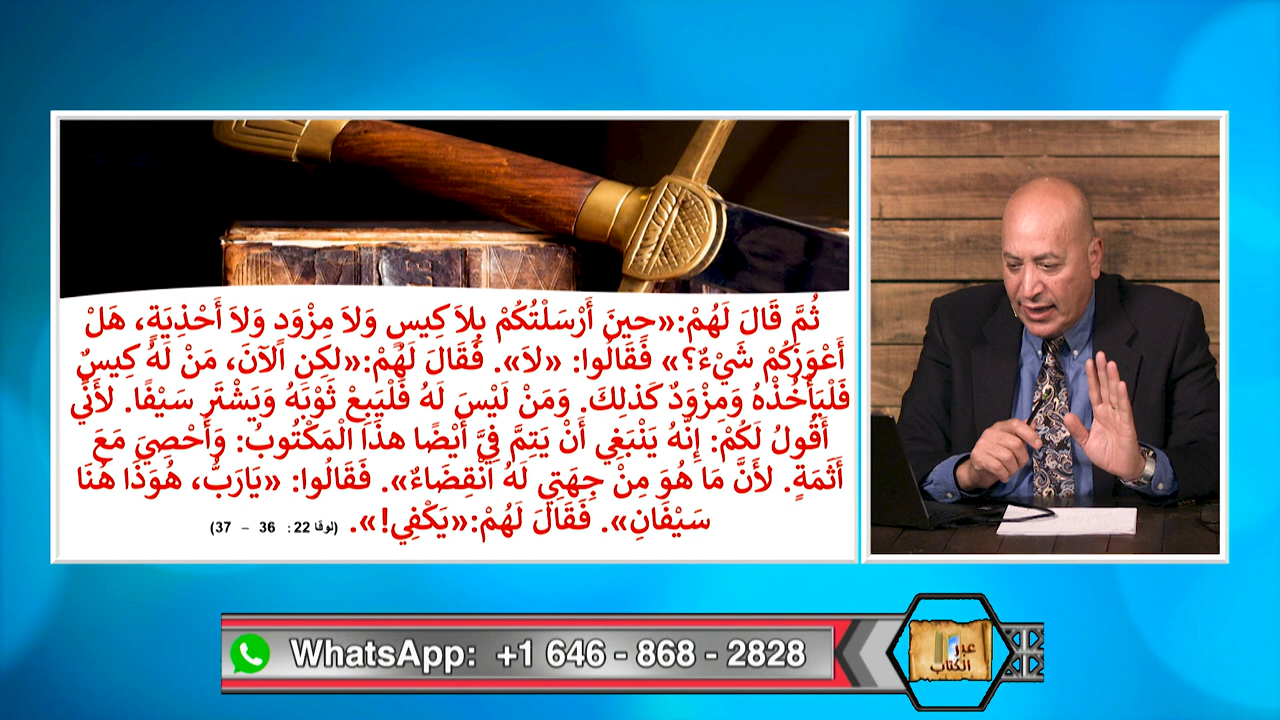 ثُمَّ قَالَ لَهُمْ:«حِينَ أَرْسَلْتُكُمْ بِلاَ كِيسٍ وَلاَ مِزْوَدٍ وَلاَ أَحْذِيَةٍ، هَلْ
أَعْوَزَكُمْ شَيْءٌ؟» فَقَالُوا: «لاَ». فَقَالَ لَهُمْ:«لكِنِ الآنَ، مَنْ لَهُ كِيسٌ
فَلْيَأْخُذْهُ وَمِزْوَدٌ كَذلِكَ. وَمَنْ لَيْسَ لَهُ فَلْيَبِعْ ثَوْبَهُ وَيَشْتَرِ سَيْفًا. لأَنِّي
أَقُولُ لَكُمْ: إِنَّهُ يَنْبَغِي أَنْ يَتِمَّ فِيَّ أَيْضًا هذَا الْمَكْتُوبُ: وَأُحْصِيَ مَعَ
أَثَمَةٍ. لأَنَّ مَا هُوَ مِنْ جِهَتِي لَهُ انْقِضَاءٌ». فَقَالُوا: «يَارَبُّ، هُوَذَا هُنَا
سَيْفَانِ». فَقَالَ لَهُمْ:«يَكْفِي!». (لوقا 22 : 36 – 37)
WhatsApp: +1 646 - 868 - 2828
عبر
الكتاب